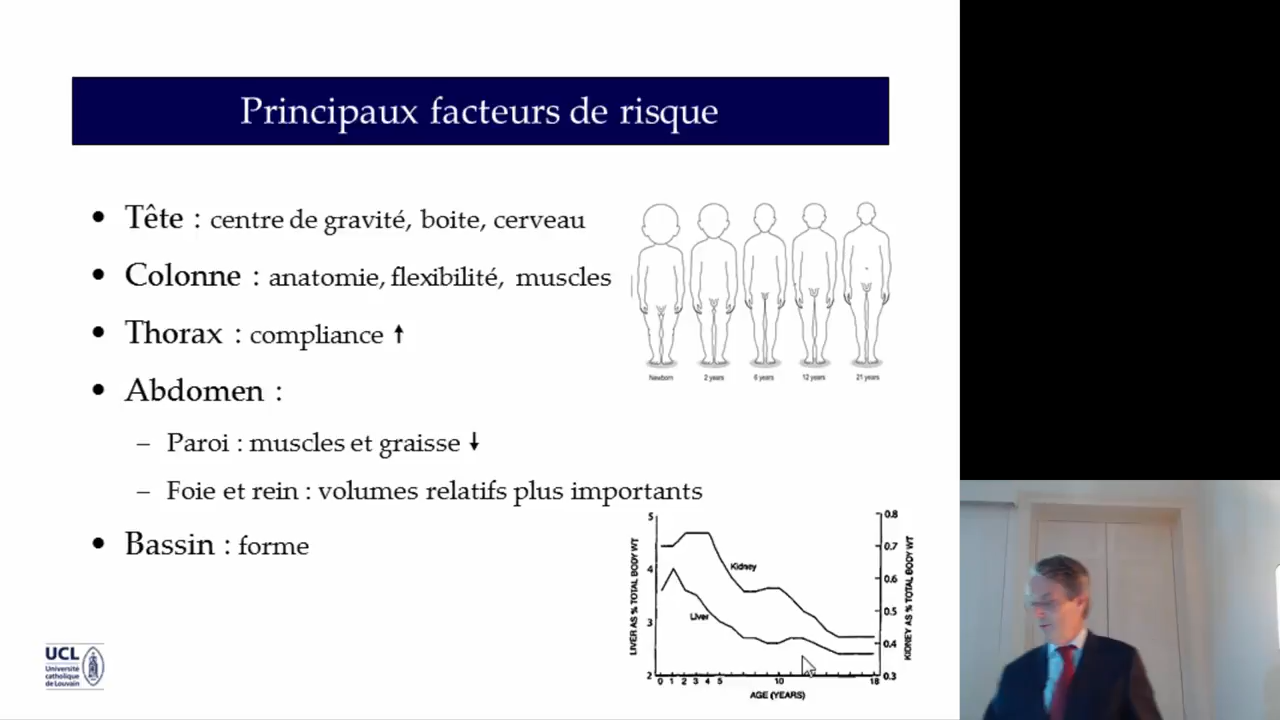 Principaux facteurs de risque
• Tête : centre de gravité, boite, cerveau
• Colonne : anatomie, flexibilité, muscles
• Thorax : compliance ↑
• Abdomen :
– Paroi : muscles et graisse ↓
– Foie et rein : volumes relatifs plus importants
• Bassin : forme
Newborn 2 years 6 years 12 years 21 years
LIVER AS % TOTAL BODY WT
5
4
3
2
Kidney
Liver
0.8
0.7
0.6
0.5
0.4
0.3
KIDNEY AS % TOTAL BODY WT
0 1 2 3 4 5 10 18
AGE (YEARS)
UCL
Université
catholique
de Louvain